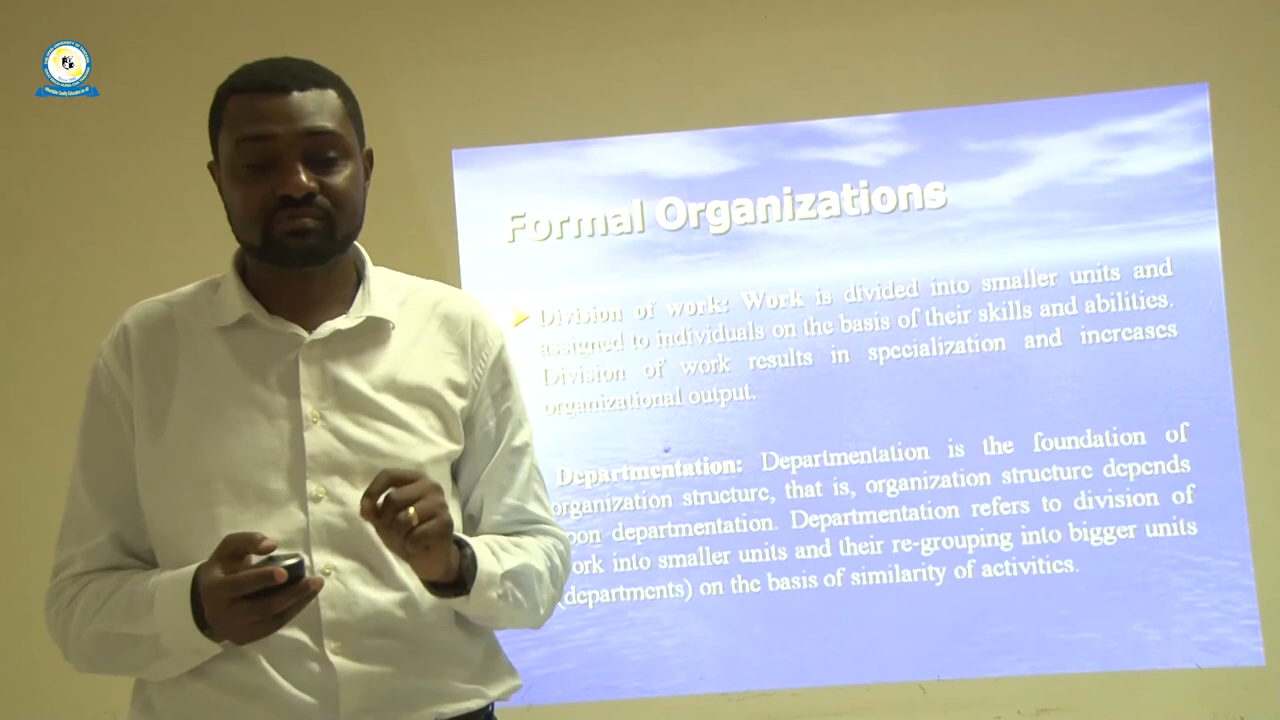 Formal Organizations
Division of work: Work is divided into smaller units and
assigned to individuals on the basis of their skills and abilities.
Division of work results in specialization and increases
organizational output.
Departmentation: Departmentation is the foundation of
organization structure, that is, organization structure depends
pon departmentation. Departmentation refers to division of
ork into smaller units and their re-grouping into bigger units
(departments) on the basis of similarity of activities.